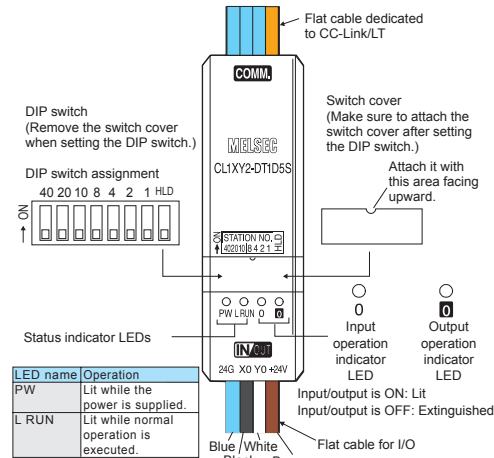 Flat cable dedicated
to CC-Link/LT
COMM.
DIP switch
(Remove the switch cover
when setting the DIP switch.)
Switch cover
(Make sure to attach the
switch cover after setting
the DIP switch.)
MELSEC
CL1XY2-DT1D5S
Attach it with
this area facing
upward.
DIP switch assignment
40 20 10 8 4 2 1 HLD
ON
ON
STATION NO.
402010 8 4 2 1
HLD
PW L RUN 0 0
Status indicator LEDs
0
Input
operation
indicator
LED
0
Output
operation
indicator
LED
IN/OUT
24G X0 Y0 +24V
Input/output is ON: Lit
Input/output is OFF: Extinguished
LED name Operation
PW Lit while the
power is supplied.
L RUN Lit while normal
operation is
executed.
Blue White
Flat cable for I/O